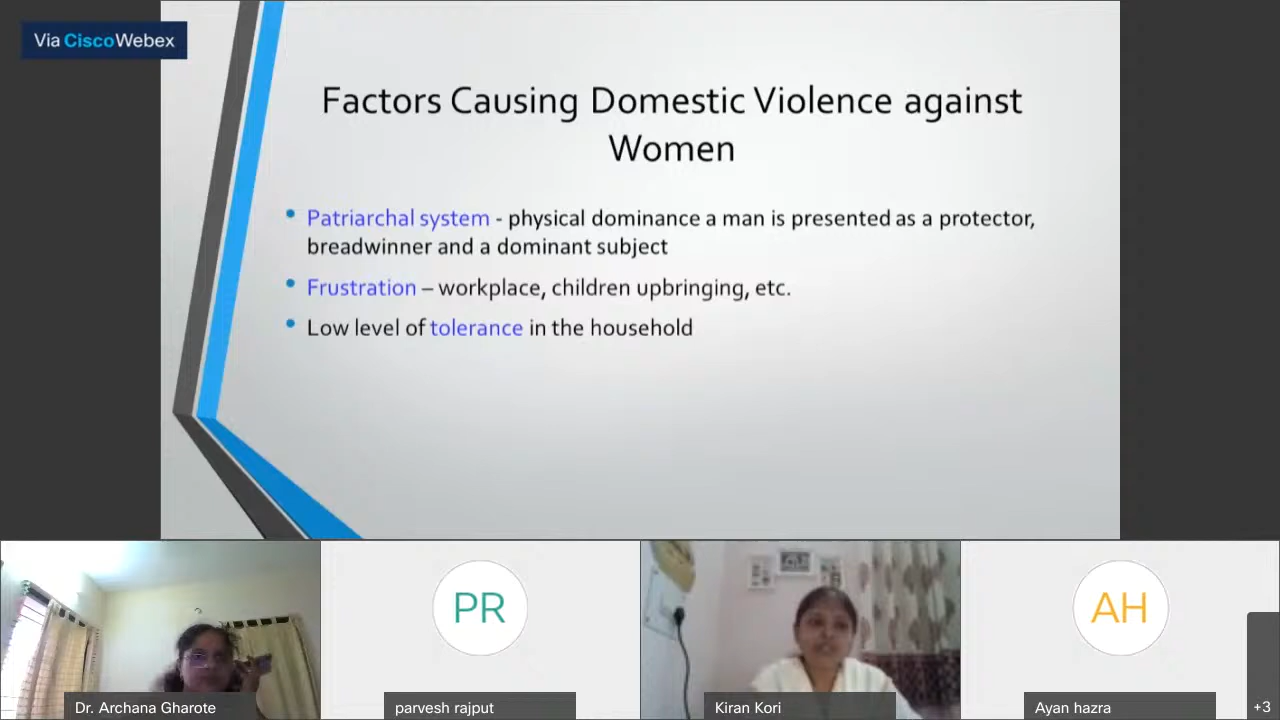 Via CiscoWebex
Factors Causing Domestic Violence against
Women
• Patriarchal system - physical dominance a man is presented as a protector,
breadwinner and a dominant subject
• Frustration – workplace, children upbringing, etc.
• Low level of tolerance in the household
PR
AH
Dr. Archana Gharote
parvesh rajput
Kiran Kori
Ayan hazra
+3